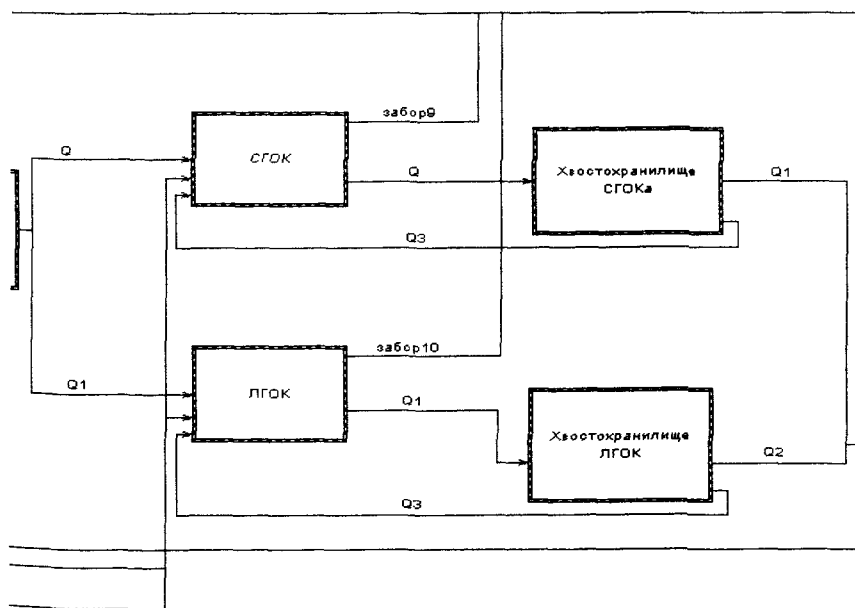 забор9
Q
СГОК
Q
Хвостохранилище
СГОКа
Q1
Q3
забор10
Q1
ЛГОК
Q1
Хвостохранилище
ЛГОК
Q2
Q3